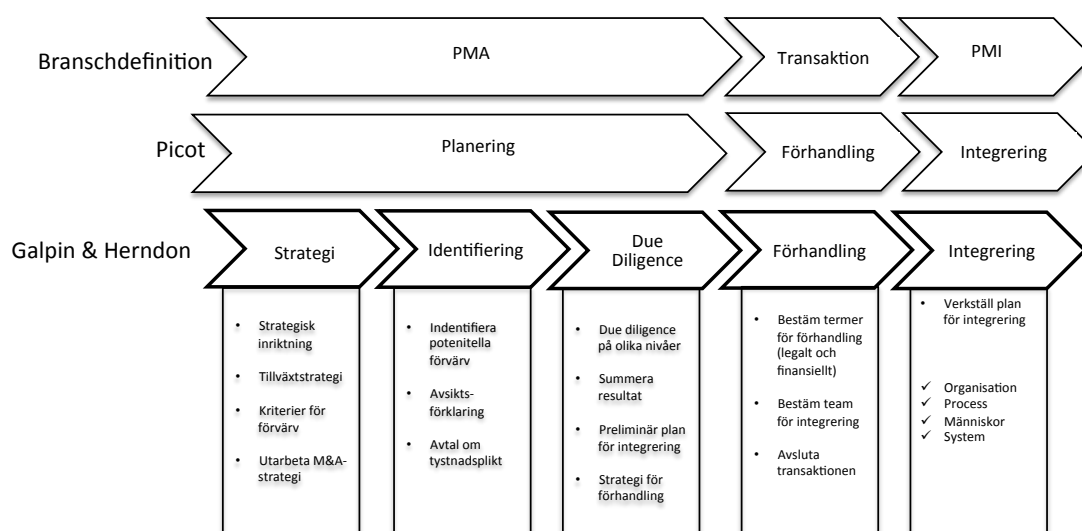 Branschdefinition
PMA
Transaktion
PMI
Picot
Planering
Förhandling
Integrering
Galpin & Herndon
Strategi
Identifiering
Due
Diligence
Förhandling
Integrering
• Strategisk
inriktning
• Tillväxtstrategi
• Kriterier för
förvärv
• Utarbeta M&A-
strategi
• Indentifiera
potenitella
förvärv
• Avsikts-
förklaring
• Avtal om
tystnadsplikt
• Due diligence
på olika nivåer
• Summera
resultat
• Preliminär plan
för integrering
• Strategi för
förhandling
• Bestäm termer
för förhandling
(legalt och
finansiellt)
• Bestäm team
för integrering
• Avsluta
transaktionen
• Verkställ plan
för integrering
✓ Organisation
✓ Process
✓ Människor
✓ System